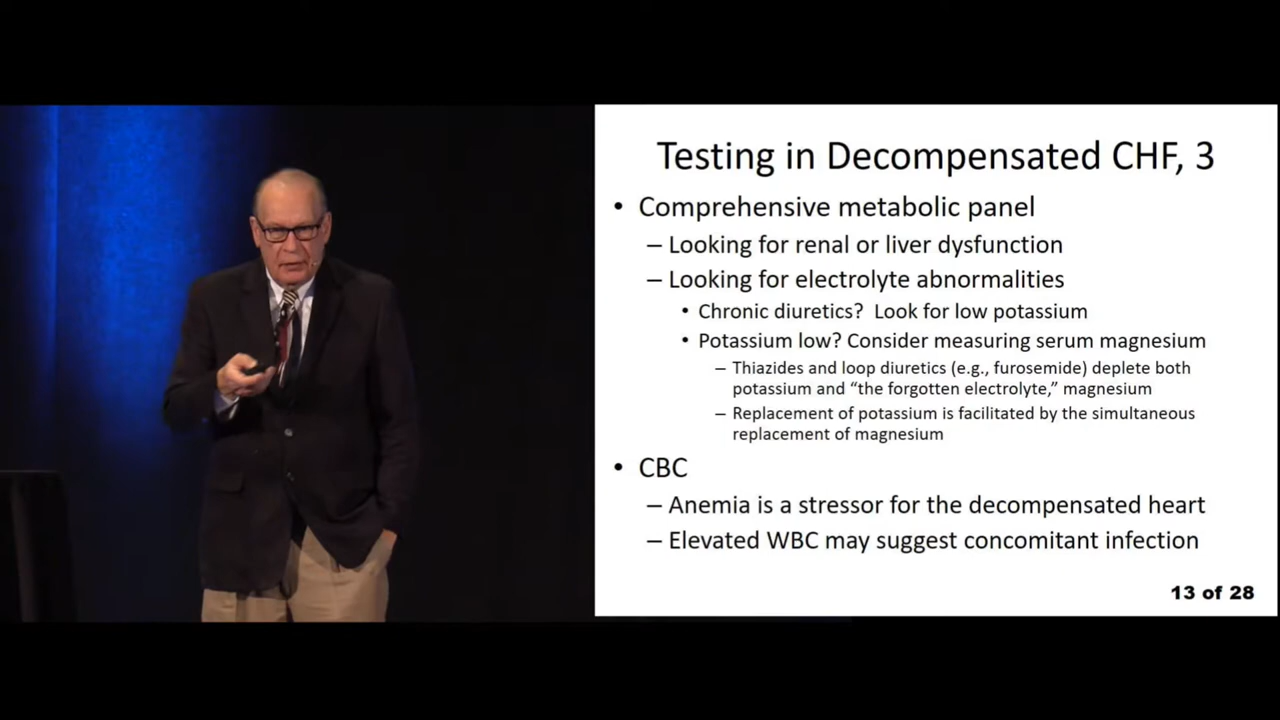 Testing in Decompensated CHF, 3
• Comprehensive metabolic panel
– Looking for renal or liver dysfunction
– Looking for electrolyte abnormalities
• Chronic diuretics? Look for low potassium
• Potassium low? Consider measuring serum magnesium
– Thiazides and loop diuretics (e.g., furosemide) deplete both
potassium and “the forgotten electrolyte,” magnesium
– Replacement of potassium is facilitated by the simultaneous
replacement of magnesium
• CBC
– Anemia is a stressor for the decompensated heart
– Elevated WBC may suggest concomitant infection
13 of 28